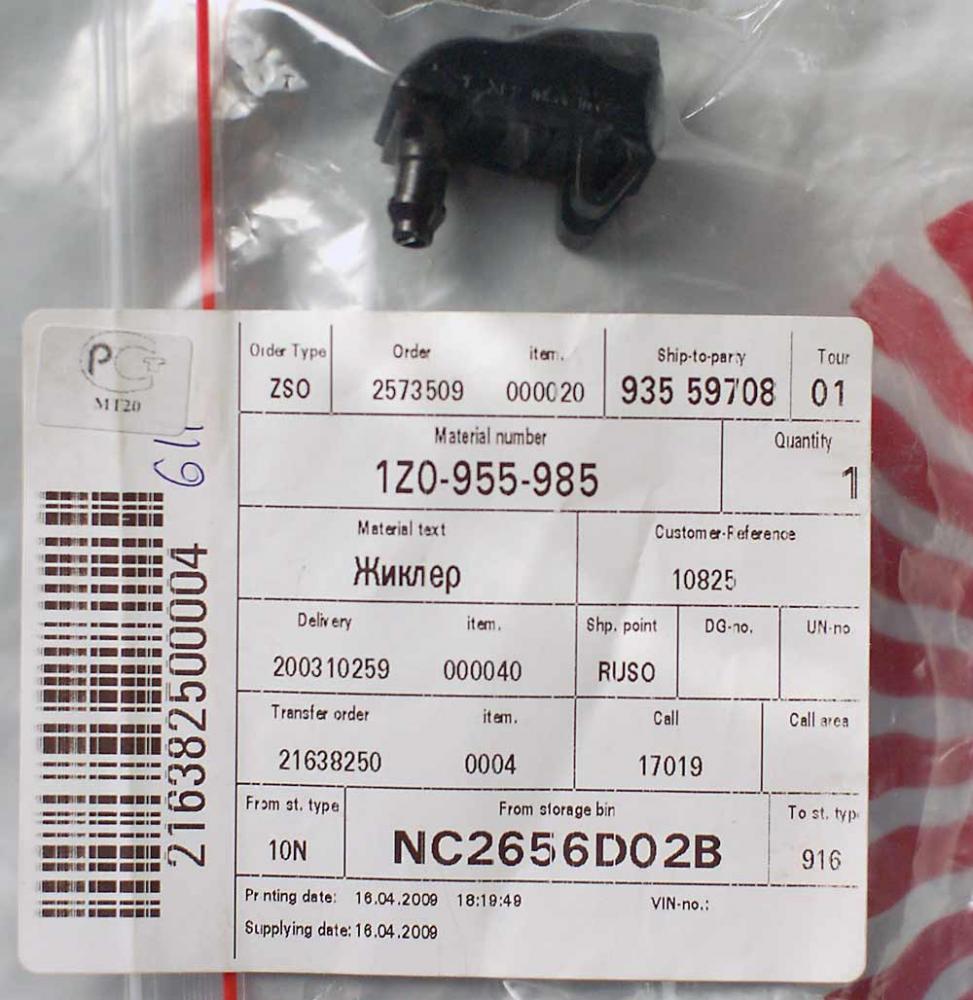 РСТ
МТ20
611
2163825000004
Order Type Order item. Ship-to-party Tour
ZSO 2573509 000020 935 59708 01
Material number Quantity
1Z0-955-985 1
Material text Customer-Reference
Жиклер 10825
Delivery item. Shp. point DG-no. UN-no
200310259 000040 RUSO
Transfer order item. Call Call area
21638250 0004 17019
From st. type From storage bin To st. typ
10N NC2656D02B 916
Printing date: 16.04.2009 18:19:49 VIN-no.:
Supplying date: 16.04.2009